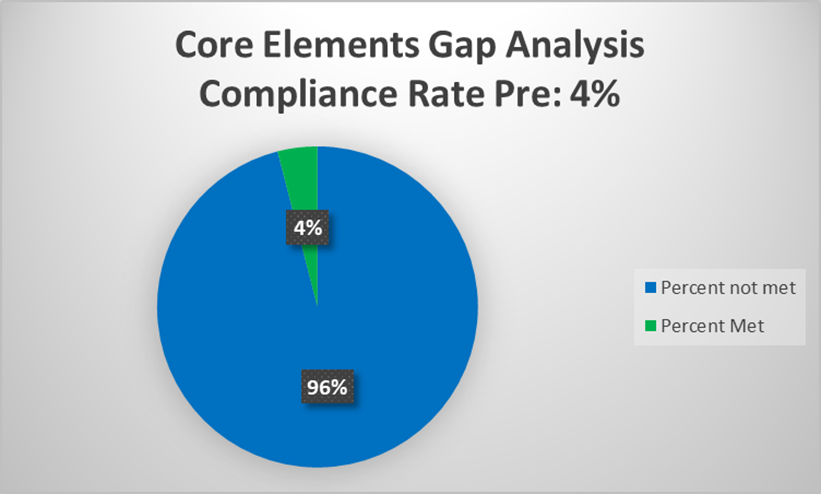 Core Elements Gap Analysis
Compliance Rate Pre: 4%
4%
96%
Percent not met
Percent Met